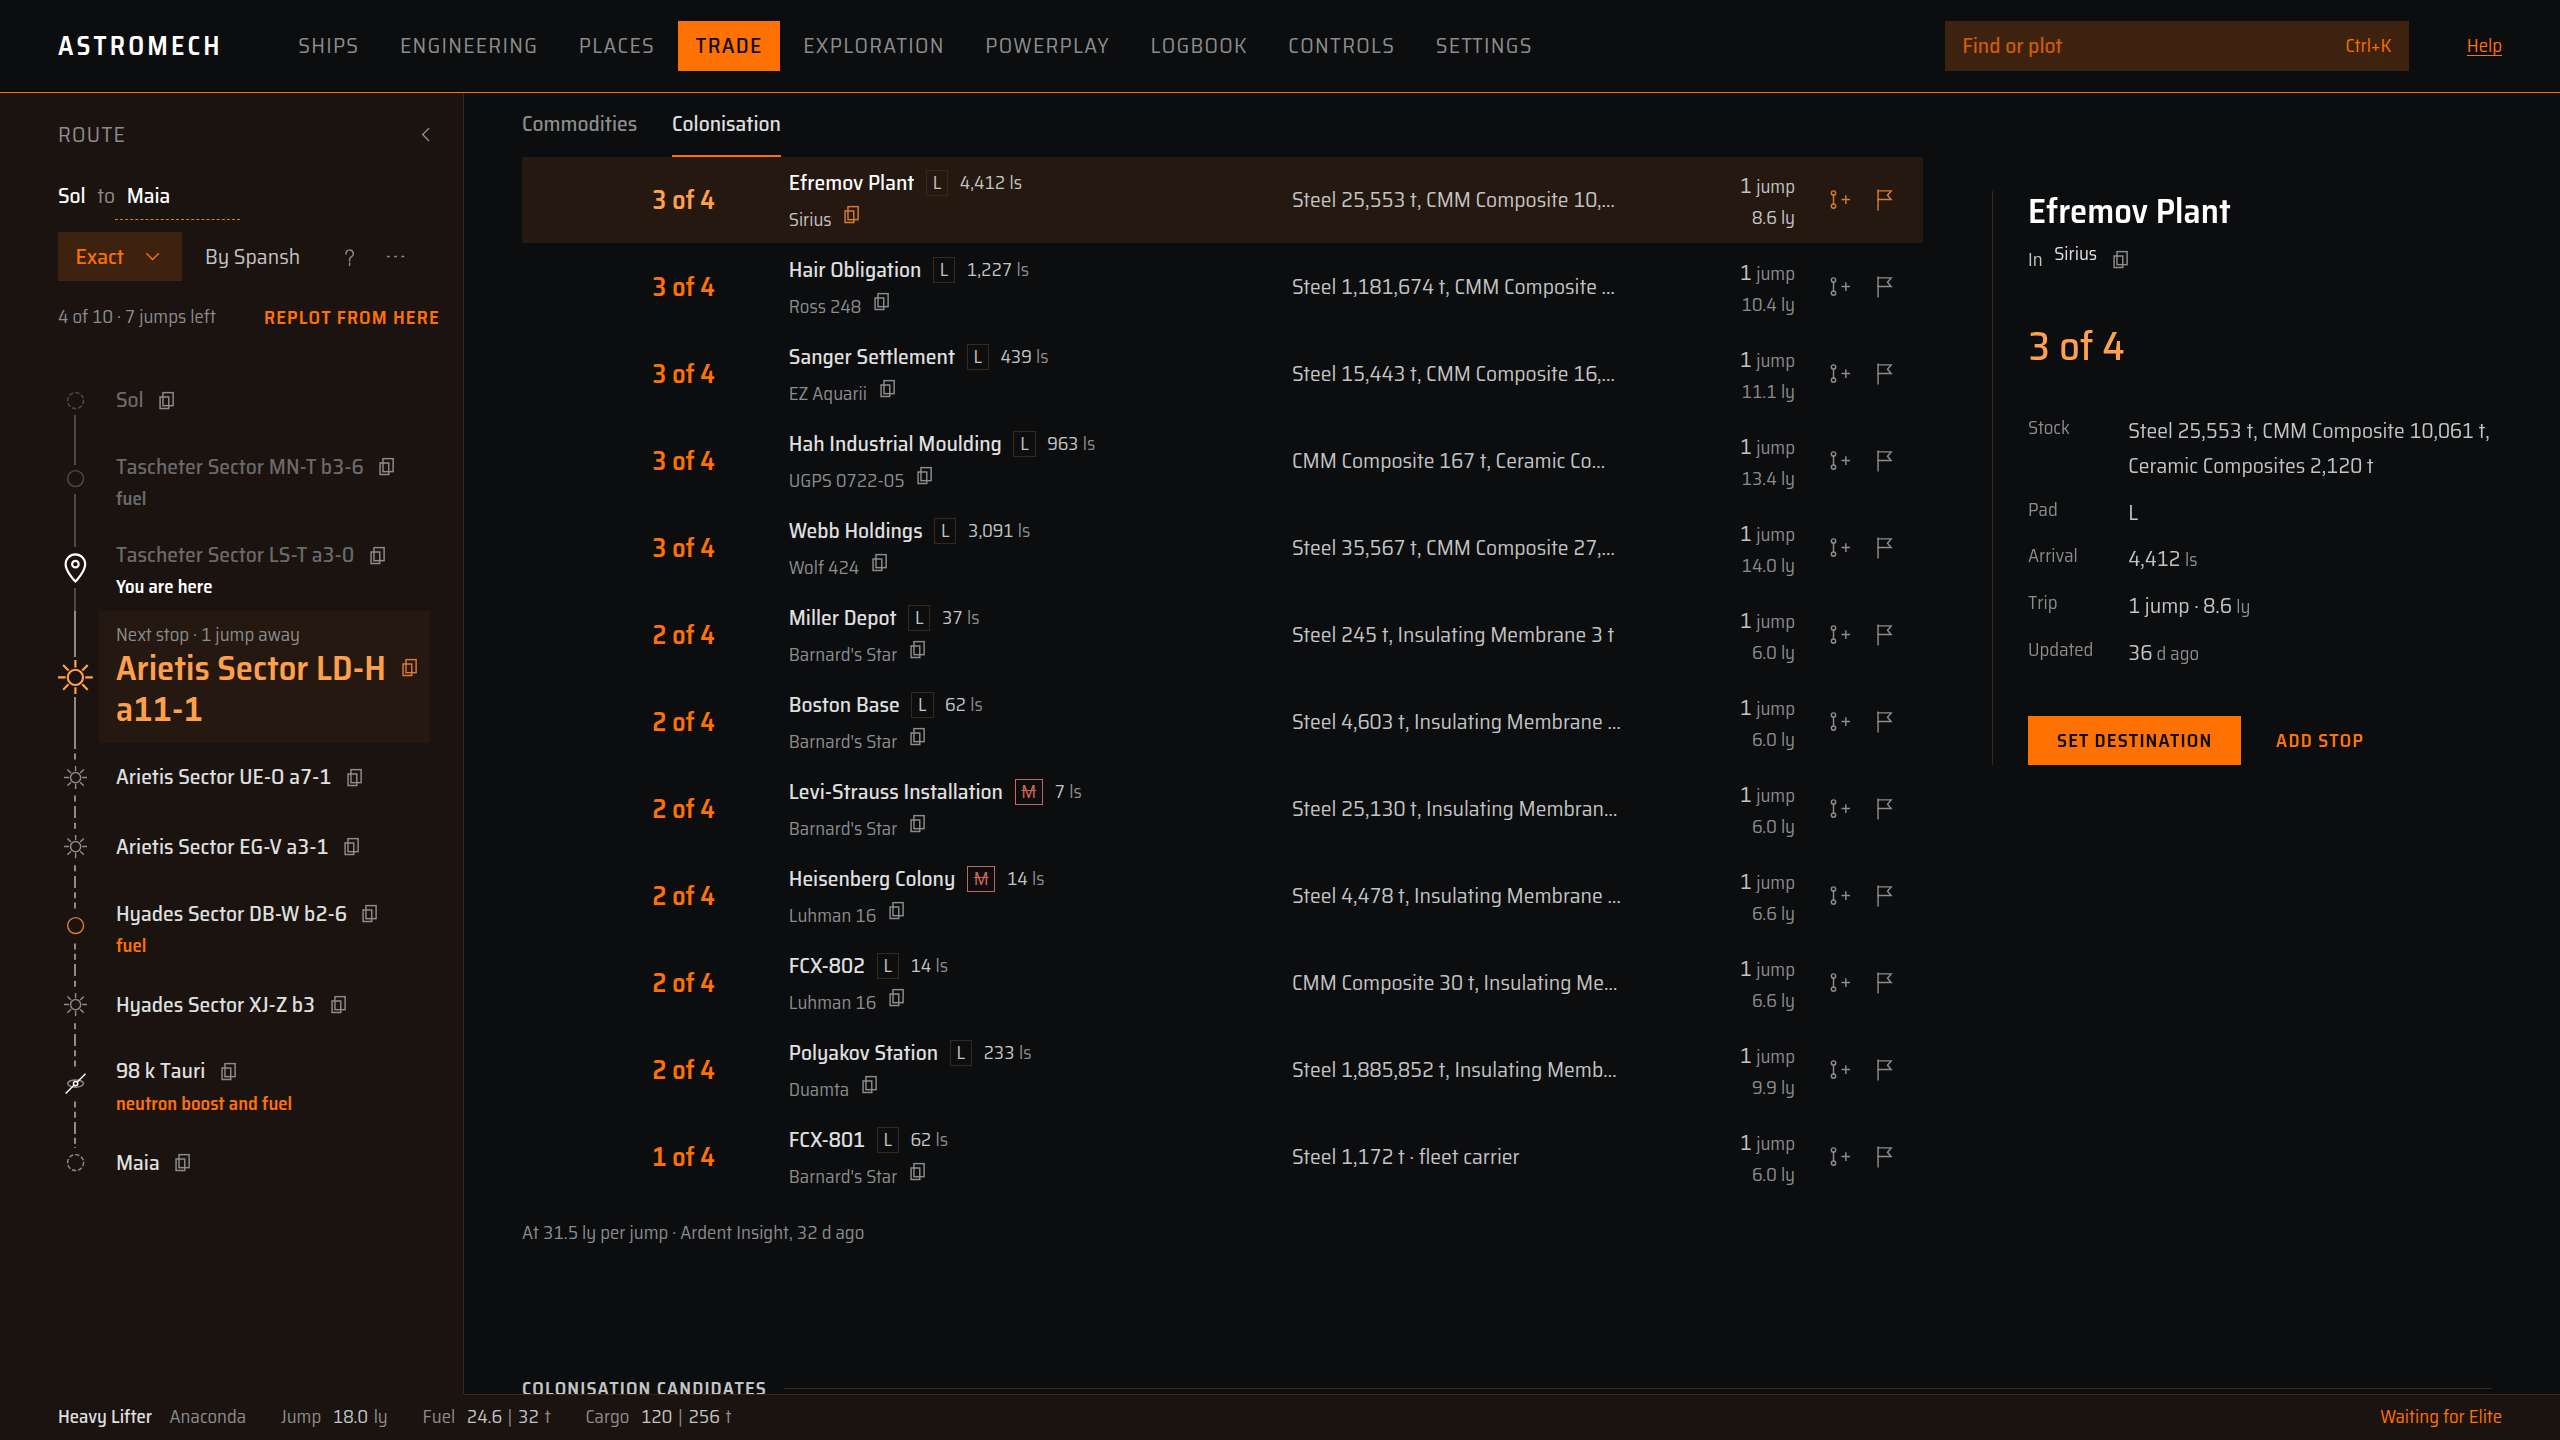 ASTROMECH SHIPS ENGINEERING PLACES TRADE EXPLORATION POWERPLAY LOGBOOK CONTROLS SETTINGS Find or plot Ctrl+K Help
ROUTE
Sol to Maia
Exact By Spansh ? ...
4 of 10 · 7 jumps left REPLOT FROM HERE
Sol
Tascheter Sector MN-T b3-6
fuel
Tascheter Sector LS-T a3-0
You are here
Next stop · 1 jump away
Arietis Sector LD-H
a11-1
Arietis Sector UE-O a7-1
Arietis Sector EG-V a3-1
Hyades Sector DB-W b2-6
fuel
Hyades Sector XJ-Z b3
98 k Tauri
neutron boost and fuel
Maia
Commodities Colonisation
3 of 4 Efremov Plant L 4,412 ls Steel 25,553 t, CMM Composite 10,... 1 jump
Sirius 8.6 ly
3 of 4 Hair Obligation L 1,227 ls Steel 1,181,674 t, CMM Composite ... 1 jump
Ross 248 10.4 ly
3 of 4 Sanger Settlement L 439 ls Steel 15,443 t, CMM Composite 16,... 1 jump
EZ Aquarii 11.1 ly
3 of 4 Hah Industrial Moulding L 963 ls CMM Composite 167 t, Ceramic Co... 1 jump
UGPS 0722-05 13.4 ly
3 of 4 Webb Holdings L 3,091 ls Steel 35,567 t, CMM Composite 27,... 1 jump
Wolf 424 14.0 ly
2 of 4 Miller Depot L 37 ls Steel 245 t, Insulating Membrane 3 t 1 jump
Barnard's Star 6.0 ly
2 of 4 Boston Base L 62 ls Steel 4,603 t, Insulating Membrane ... 1 jump
Barnard's Star 6.0 ly
2 of 4 Levi-Strauss Installation M 7 ls Steel 25,130 t, Insulating Membran... 1 jump
Barnard's Star 6.0 ly
2 of 4 Heisenberg Colony M 14 ls Steel 4,478 t, Insulating Membrane ... 1 jump
Luhman 16 6.6 ly
2 of 4 FCX-802 L 14 ls CMM Composite 30 t, Insulating Me... 1 jump
Luhman 16 6.6 ly
2 of 4 Polyakov Station L 233 ls Steel 1,885,852 t, Insulating Memb... 1 jump
Duamta 9.9 ly
1 of 4 FCX-801 L 62 ls Steel 1,172 t · fleet carrier 1 jump
Barnard's Star 6.0 ly
At 31.5 ly per jump · Ardent Insight, 32 d ago
COLONISATION CANDIDATES
Efremov Plant
In Sirius
3 of 4
Stock Steel 25,553 t, CMM Composite 10,061 t,
Ceramic Composites 2,120 t
Pad L
Arrival 4,412 ls
Trip 1 jump · 8.6 ly
Updated 36 d ago
SET DESTINATION ADD STOP
Heavy Lifter Anaconda Jump 18.0 ly Fuel 24.6 | 32 t Cargo 120 | 256 t Waiting for Elite